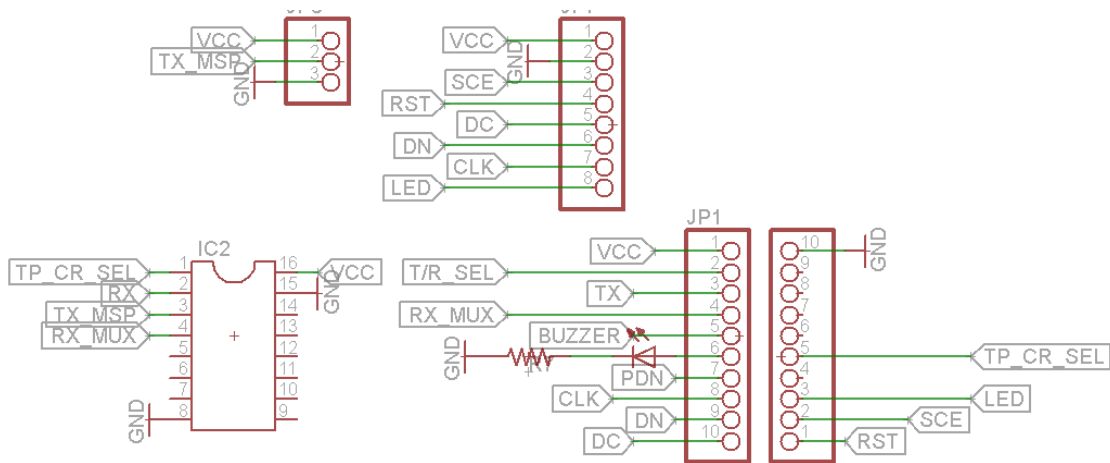 VCC 1
TX_MSP 2
GND 3
VCC 1
GND 2
SCE 3
RST 4
DC 5
DN 6
CLK 7
LED 8
IC2
TP_CR_SEL 1 16 VCC
RX 2 15 GND
TX_MSP 3 14
RX_MUX 4 13
5 12
6 11
7 10
GND 8 9
JP1
VCC 1
T/R_SEL 2
TX 3
RX_MUX 4
BUZZER 5
GND 6
PDN 7
CLK 8
DN 9
DC 10
10 GND
9
8
7
6
5 TP_CR_SEL
4
3 LED
2 SCE
1 RST